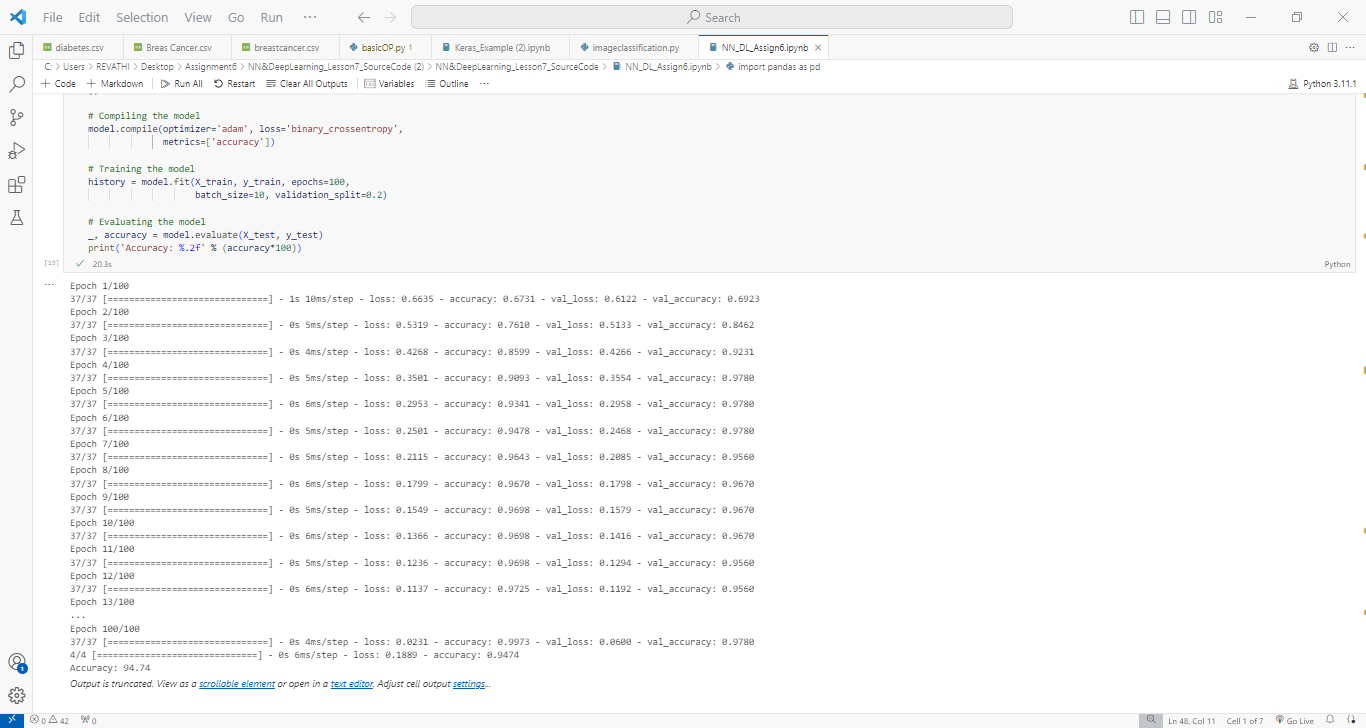 File Edit Selection View Go Run ··· Search
diabetes.csv Breas Cancer.csv breastcancer.csv basicOP.py 1 Keras_Example (2).ipynb imageclassification.py NN_DL_Assign6.ipynb
C: > Users > REVATHI > Desktop > Assignment6 > NN&DeepLearning_Lesson7_SourceCode (2) > NN&DeepLearning_Lesson7_SourceCode > NN_DL_Assign6.ipynb > import pandas as pd
+ Code + Markdown Run All Restart Clear All Outputs Variables Outline ··· Python 3.11.1
# Compiling the model
model.compile(optimizer='adam', loss='binary_crossentropy',
metrics=['accuracy'])
# Training the model
history = model.fit(X_train, y_train, epochs=100,
batch_size=10, validation_split=0.2)
# Evaluating the model
_, accuracy = model.evaluate(X_test, y_test)
print('Accuracy: %.2f' % (accuracy*100))
[19] 20.3s Python
Epoch 1/100
37/37 [==============================] - 1s 10ms/step - loss: 0.6635 - accuracy: 0.6731 - val_loss: 0.6122 - val_accuracy: 0.6923
Epoch 2/100
37/37 [==============================] - 0s 5ms/step - loss: 0.5319 - accuracy: 0.7610 - val_loss: 0.5133 - val_accuracy: 0.8462
Epoch 3/100
37/37 [==============================] - 0s 4ms/step - loss: 0.4268 - accuracy: 0.8599 - val_loss: 0.4266 - val_accuracy: 0.9231
Epoch 4/100
37/37 [==============================] - 0s 5ms/step - loss: 0.3501 - accuracy: 0.9093 - val_loss: 0.3554 - val_accuracy: 0.9780
Epoch 5/100
37/37 [==============================] - 0s 6ms/step - loss: 0.2953 - accuracy: 0.9341 - val_loss: 0.2958 - val_accuracy: 0.9780
Epoch 6/100
37/37 [==============================] - 0s 5ms/step - loss: 0.2501 - accuracy: 0.9478 - val_loss: 0.2468 - val_accuracy: 0.9780
Epoch 7/100
37/37 [==============================] - 0s 5ms/step - loss: 0.2115 - accuracy: 0.9643 - val_loss: 0.2085 - val_accuracy: 0.9560
Epoch 8/100
37/37 [==============================] - 0s 6ms/step - loss: 0.1799 - accuracy: 0.9670 - val_loss: 0.1798 - val_accuracy: 0.9670
Epoch 9/100
37/37 [==============================] - 0s 5ms/step - loss: 0.1549 - accuracy: 0.9698 - val_loss: 0.1579 - val_accuracy: 0.9670
Epoch 10/100
37/37 [==============================] - 0s 6ms/step - loss: 0.1366 - accuracy: 0.9698 - val_loss: 0.1416 - val_accuracy: 0.9670
Epoch 11/100
37/37 [==============================] - 0s 5ms/step - loss: 0.1236 - accuracy: 0.9698 - val_loss: 0.1294 - val_accuracy: 0.9560
Epoch 12/100
37/37 [==============================] - 0s 6ms/step - loss: 0.1137 - accuracy: 0.9725 - val_loss: 0.1192 - val_accuracy: 0.9560
Epoch 13/100
...
Epoch 100/100
37/37 [==============================] - 0s 4ms/step - loss: 0.0231 - accuracy: 0.9973 - val_loss: 0.0600 - val_accuracy: 0.9780
4/4 [==============================] - 0s 6ms/step - loss: 0.1889 - accuracy: 0.9474
Accuracy: 94.74
Output is truncated. View as a scrollable element or open in a text editor. Adjust cell output settings...
1
0 42 0 Ln 48, Col 11 Cell 1 of 7 Go Live